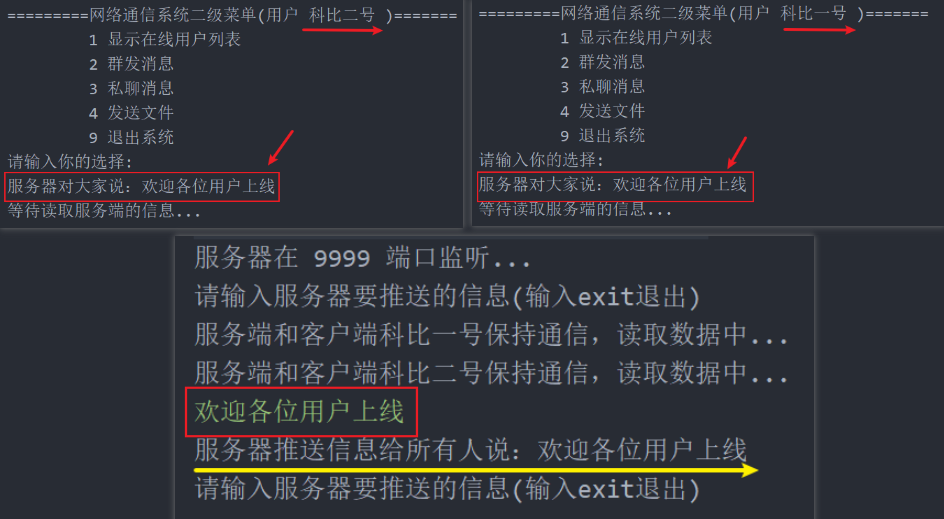 =========网络通信系统二级菜单(用户 科比二号 )=======
1 显示在线用户列表
2 群发消息
3 私聊消息
4 发送文件
9 退出系统
请输入你的选择:
服务器对大家说: 欢迎各位用户上线
等待读取服务端的信息...
=========网络通信系统二级菜单(用户 科比一号 )=======
1 显示在线用户列表
2 群发消息
3 私聊消息
4 发送文件
9 退出系统
请输入你的选择:
服务器对大家说: 欢迎各位用户上线
等待读取服务端的信息...
服务器在 9999 端口监听...
请输入服务器要推送的信息(输入exit退出)
服务端和客户端科比一号保持通信，读取数据中...
服务端和客户端科比二号保持通信，读取数据中...
欢迎各位用户上线
服务器推送信息给所有人说: 欢迎各位用户上线
请输入服务器要推送的信息(输入exit退出)